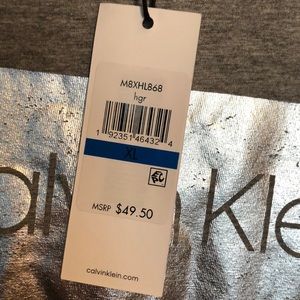 M8XHL868
hgr
1 92351 46432 4
XL
MSRP $49.50
calvinklein.com
alvin Kle